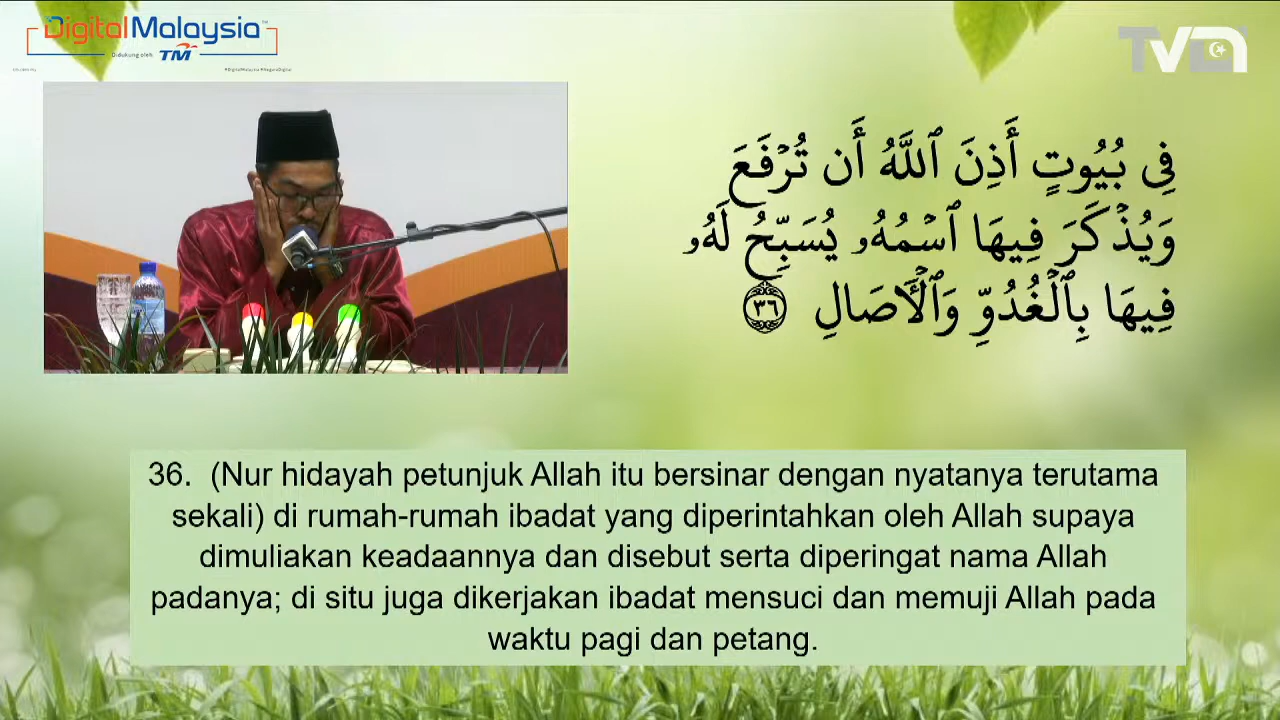 DigitalMalaysia
Didukung oleh: TM
#DigitalMalaysia #NegaraDigital
TV
فِى بُيُوتٍ أَذِنَ ٱللَّهُ أَن تُرْفَعَ
وَيُذْكَرَ فِيهَا ٱسْمُهُۥ يُسَبِّحُ لَهُۥ
فِيهَا بِٱلْغُدُوِّ وَٱلْـَٔاصَالِ ٣٦
36. (Nur hidayah petunjuk Allah itu bersinar dengan nyatanya terutama
sekali) di rumah-rumah ibadat yang diperintahkan oleh Allah supaya
dimuliakan keadaannya dan disebut serta diperingat nama Allah
padanya; di situ juga dikerjakan ibadat mensuci dan memuji Allah pada
waktu pagi dan petang.